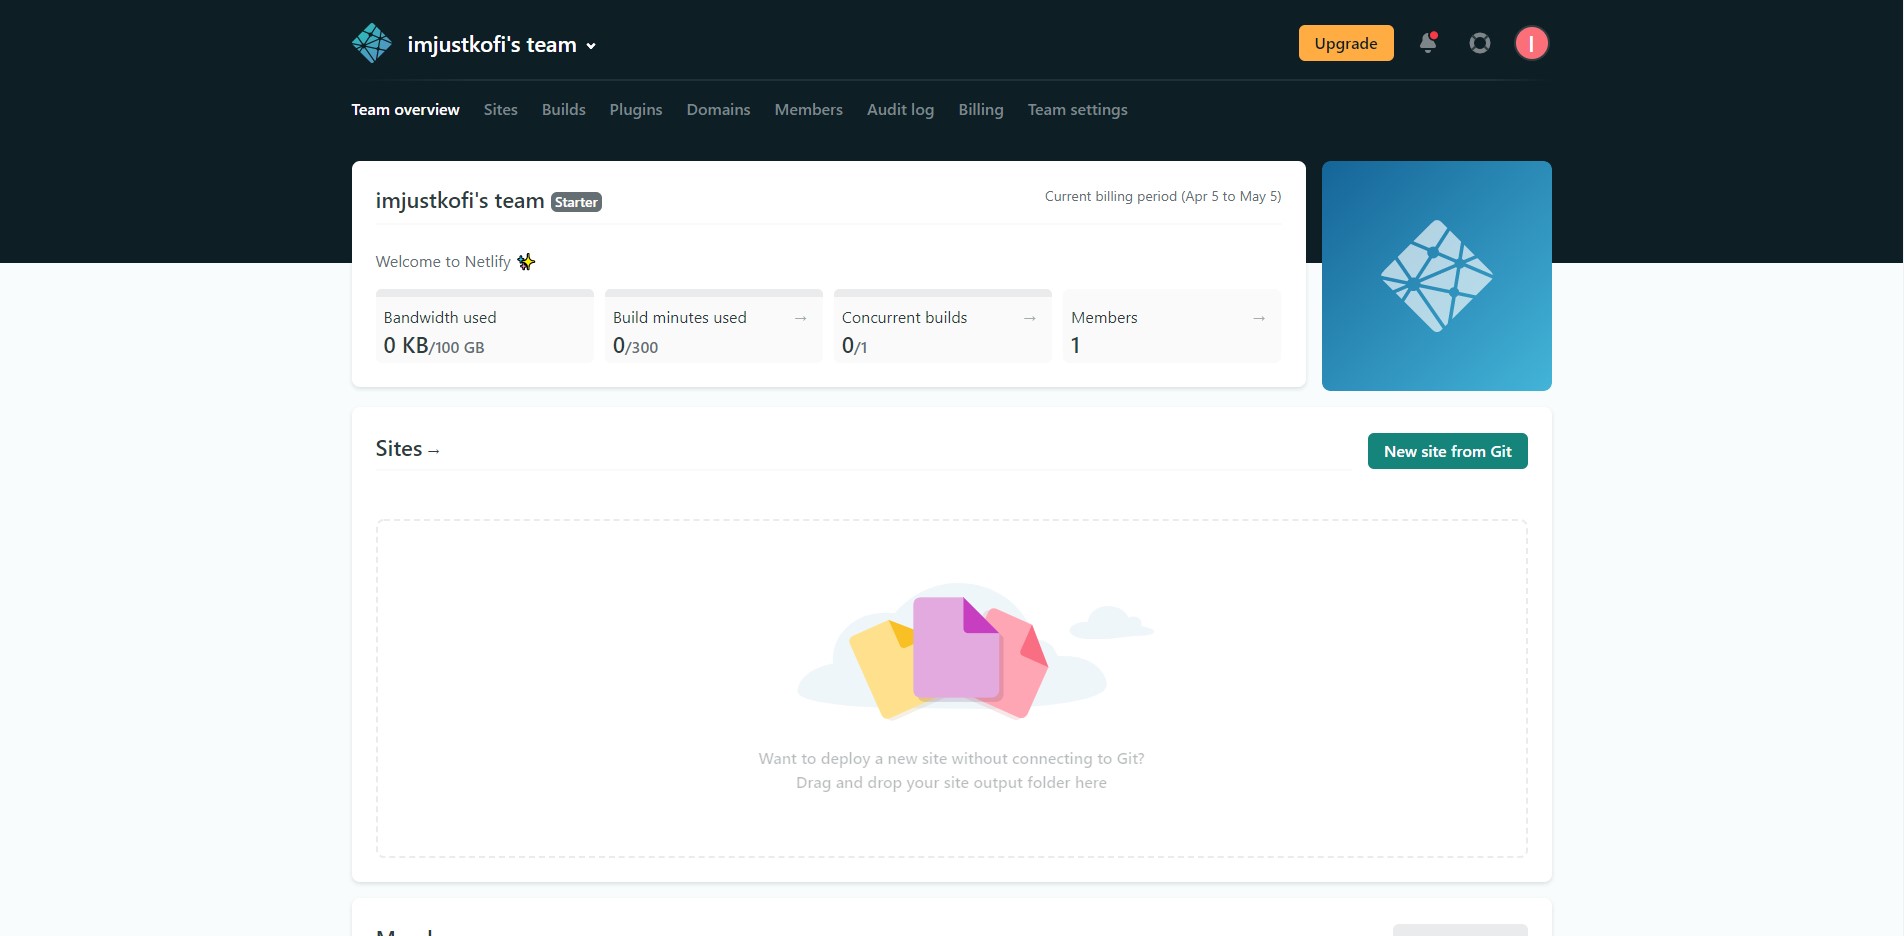 imjustkofi's team
Upgrade
I
Team overview Sites Builds Plugins Domains Members Audit log Billing Team settings
imjustkofi's team Starter
Current billing period (Apr 5 to May 5)
Welcome to Netlify ✨
Bandwidth used
0 KB/100 GB
Build minutes used →
0/300
Concurrent builds →
0/1
Members →
1
Sites →
New site from Git
Want to deploy a new site without connecting to Git?
Drag and drop your site output folder here